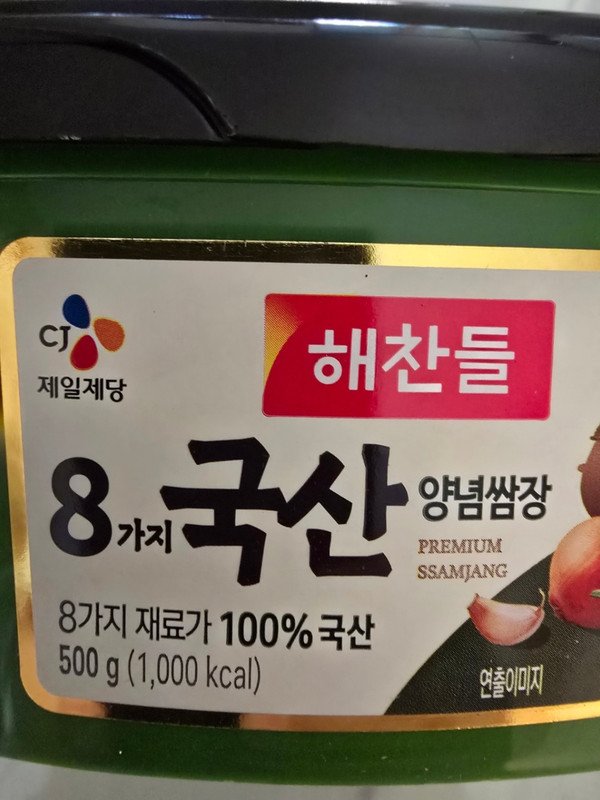 CJ
제일제당
해찬들
8가지 국산 양념쌈장
PREMIUM
SSAMJANG
8가지 재료가 100% 국산
500 g (1,000 kcal)
연출이미지